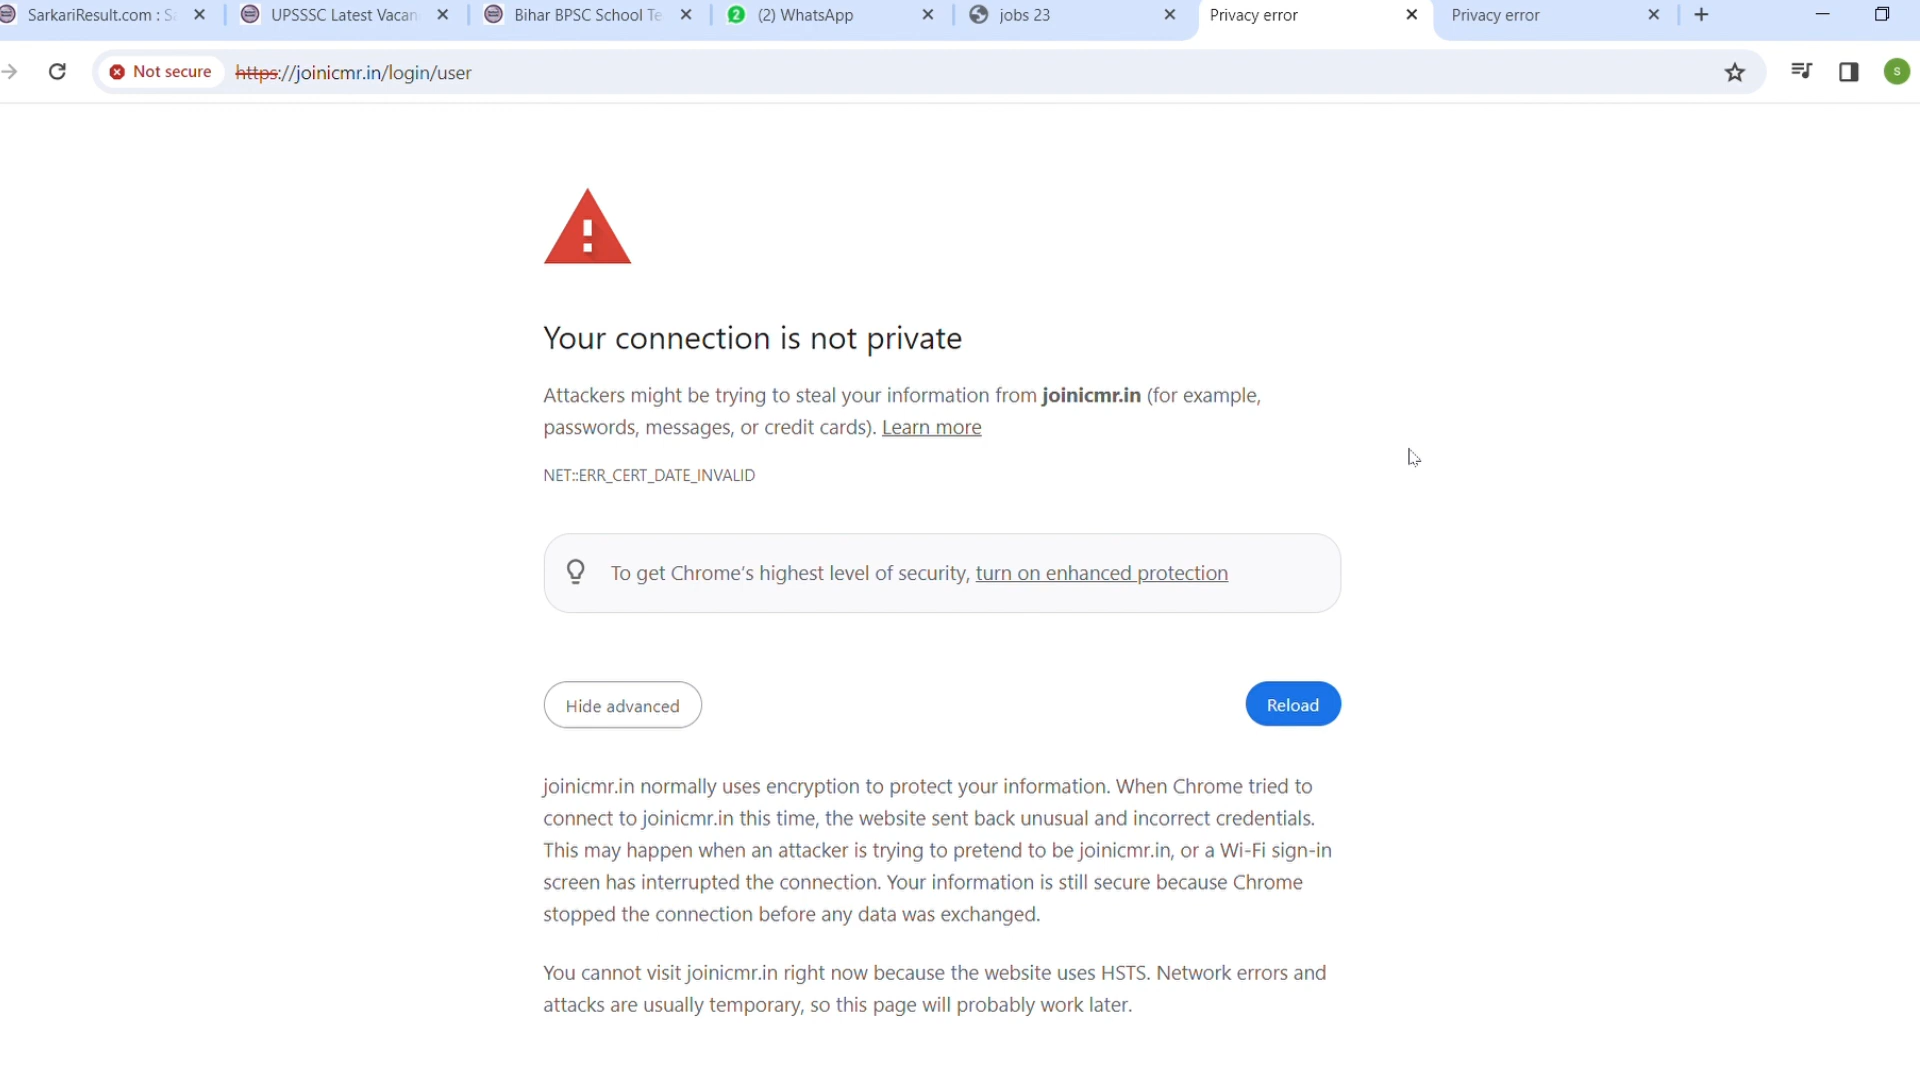 SarkariResult.com : S
UPSSSC Latest Vacan
Bihar BPSC School Te
2 (2) WhatsApp
jobs 23
Privacy error
Privacy error
Not secure
https://joinicmr.in/login/user
s
Your connection is not private
Attackers might be trying to steal your information from joinicmr.in (for example,
passwords, messages, or credit cards). Learn more
NET::ERR_CERT_DATE_INVALID
To get Chrome's highest level of security, turn on enhanced protection
Hide advanced
Reload
joinicmr.in normally uses encryption to protect your information. When Chrome tried to
connect to joinicmr.in this time, the website sent back unusual and incorrect credentials.
This may happen when an attacker is trying to pretend to be joinicmr.in, or a Wi-Fi sign-in
screen has interrupted the connection. Your information is still secure because Chrome
stopped the connection before any data was exchanged.
You cannot visit joinicmr.in right now because the website uses HSTS. Network errors and
attacks are usually temporary, so this page will probably work later.